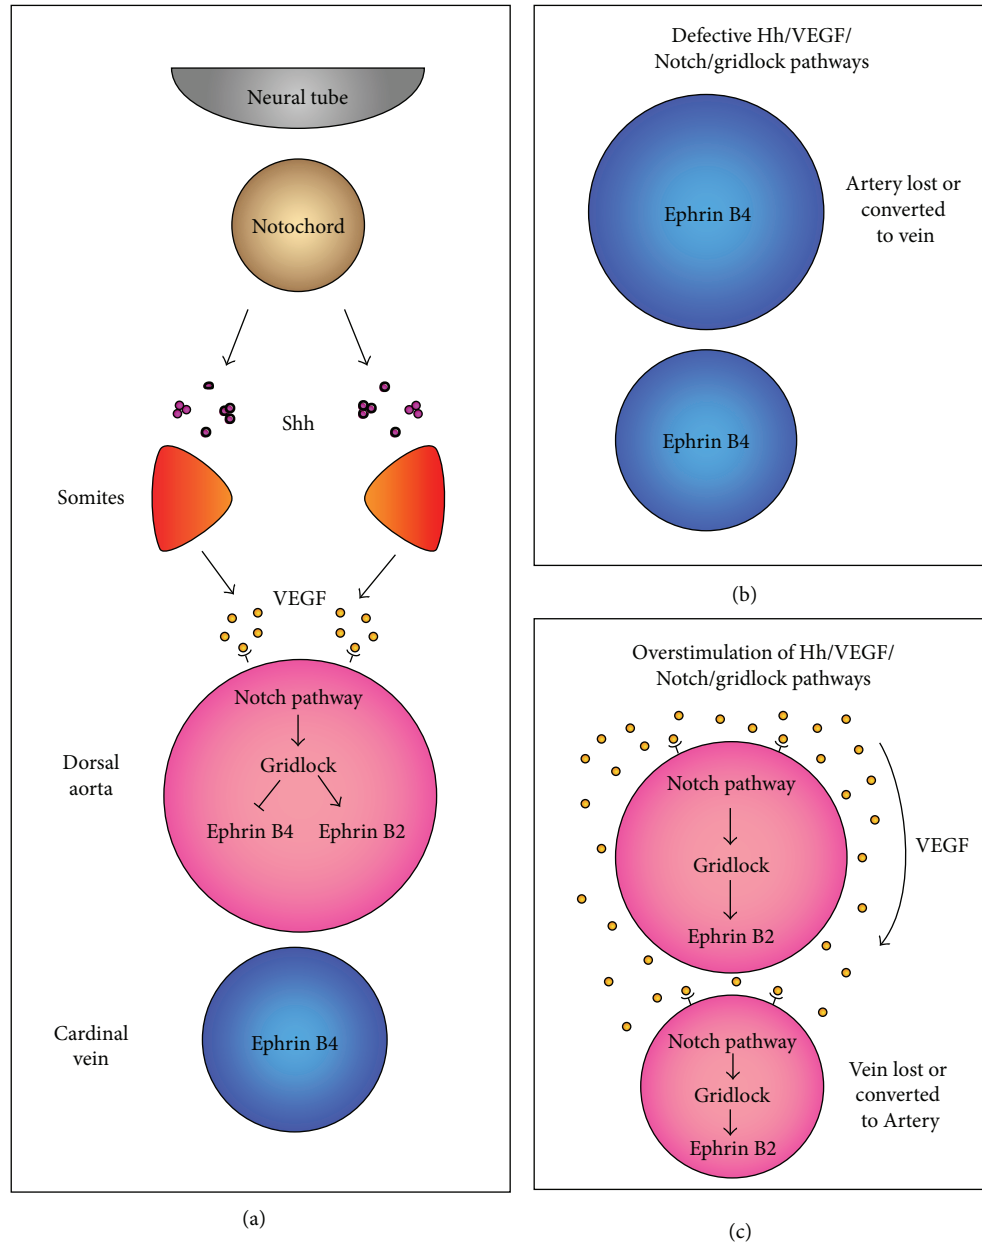 Neural tube
Notochord
Shh
Somites
VEGF
Notch pathway
Gridlock
Ephrin B4
Ephrin B2
Dorsal
aorta
Ephrin B4
Cardinal
vein
(a)
Defective Hh/VEGF/
Notch/gridlock pathways
Ephrin B4
Artery lost or
converted
to vein
Ephrin B4
(b)
Overstimulation of Hh/VEGF/
Notch/gridlock pathways
Notch pathway
Gridlock
Ephrin B2
VEGF
Notch pathway
Gridlock
Ephrin B2
Vein lost or
converted
to Artery
(c)